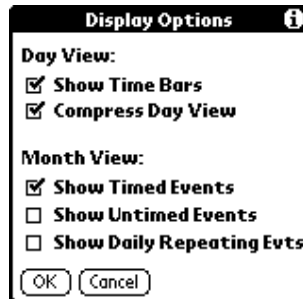 Display Options
Day View:
Show Time Bars
Compress Day View
Month View:
Show Timed Events
Show Untimed Events
Show Daily Repeating Evts
OK Cancel